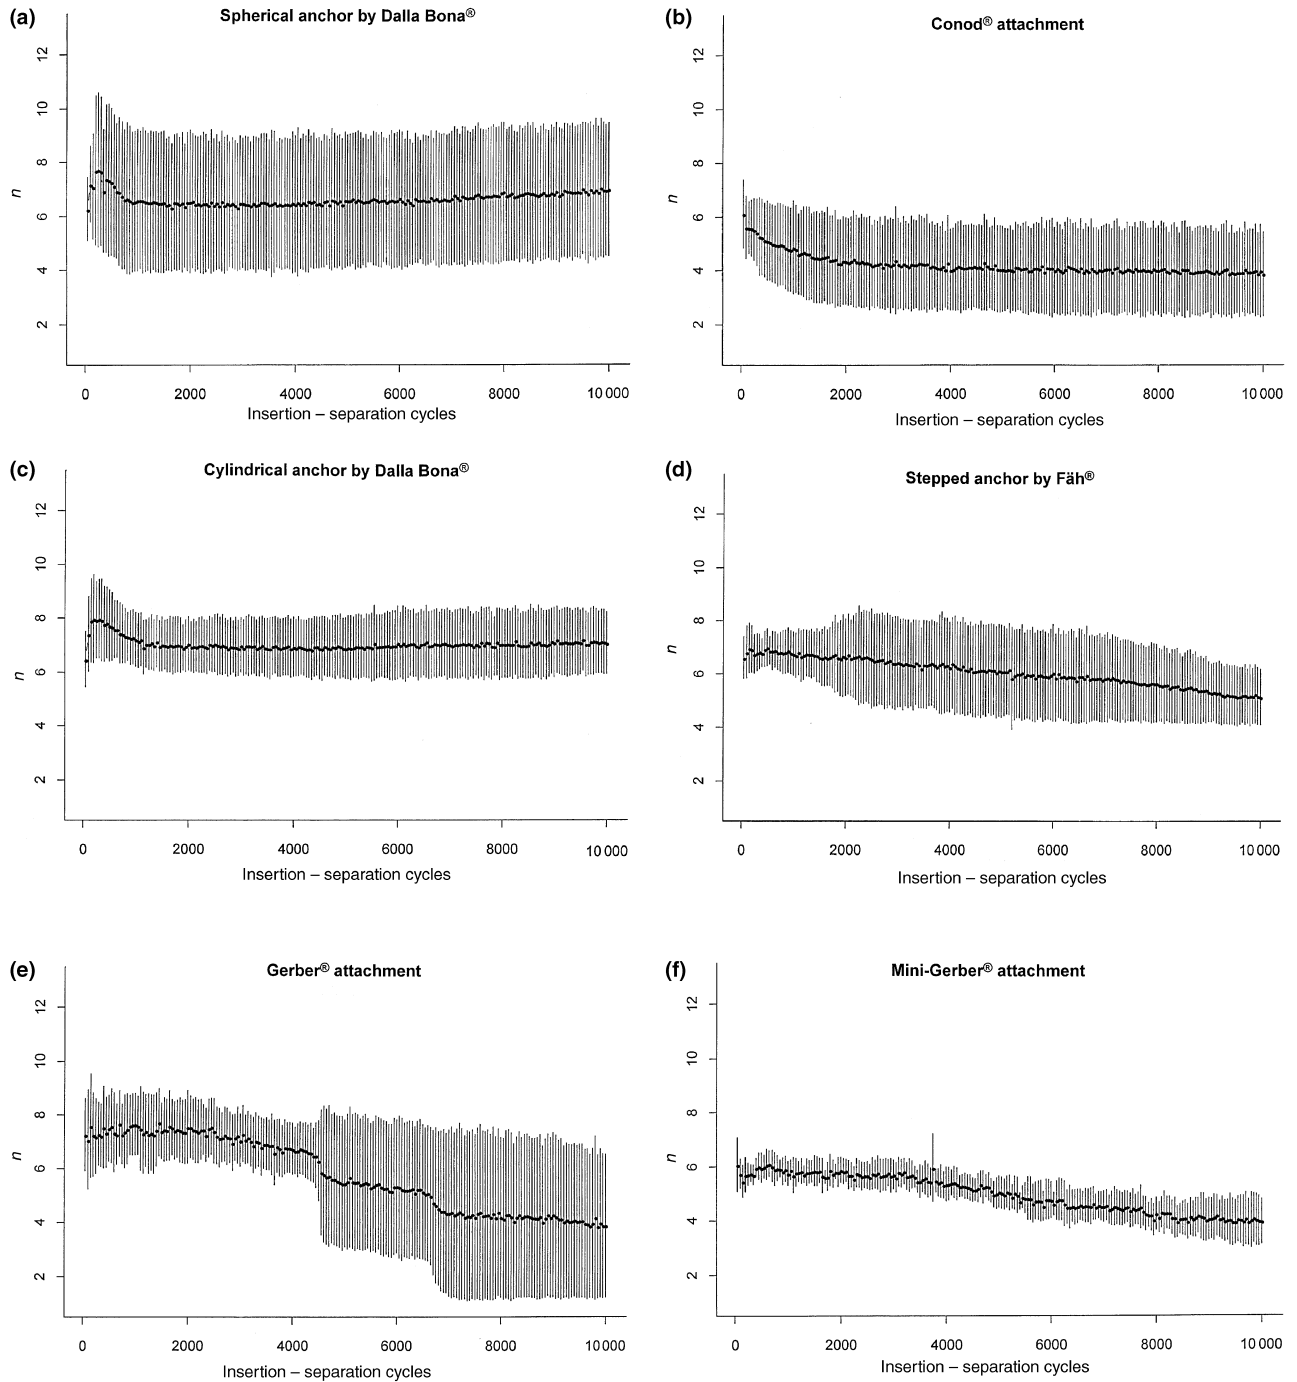 (a) Spherical anchor by Dalla Bona®
12
10
8
6
4
2
n
0 2000 4000 6000 8000 10 000
Insertion – separation cycles
(b) Conod® attachment
12
10
8
6
4
2
n
0 2000 4000 6000 8000 10 000
Insertion – separation cycles
(c) Cylindrical anchor by Dalla Bona®
12
10
8
6
4
2
n
0 2000 4000 6000 8000 10 000
Insertion – separation cycles
(d) Stepped anchor by Fäh®
12
10
8
6
4
2
n
0 2000 4000 6000 8000 10 000
Insertion – separation cycles
(e) Gerber® attachment
12
10
8
6
4
2
n
0 2000 4000 6000 8000 10 000
Insertion – separation cycles
(f) Mini-Gerber® attachment
12
10
8
6
4
2
n
0 2000 4000 6000 8000 10 000
Insertion – separation cycles